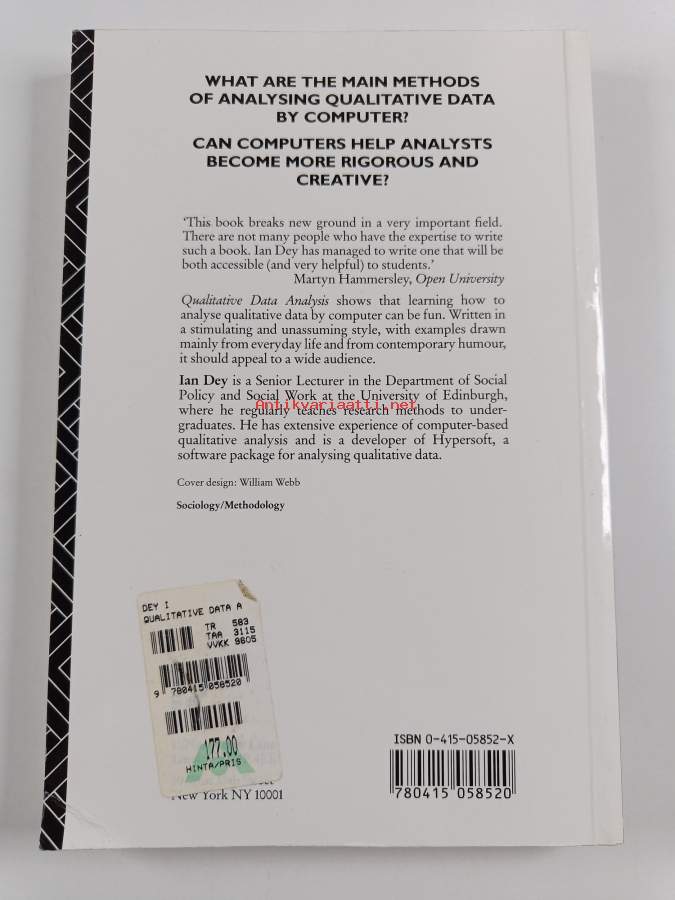 WHAT ARE THE MAIN METHODS
OF ANALYSING QUALITATIVE DATA
BY COMPUTER?
CAN COMPUTERS HELP ANALYSTS
BECOME MORE RIGOROUS AND
CREATIVE?
‘This book breaks new ground in a very important field.
There are not many people who have the expertise to write
such a book. Ian Dey has managed to write one that will be
both accessible (and very helpful) to students.’
Martyn Hammersley, Open University
Qualitative Data Analysis shows that learning how to
analyse qualitative data by computer can be fun. Written in
a stimulating and unassuming style, with examples drawn
mainly from everyday life and from contemporary humour,
it should appeal to a wide audience.
Ian Dey is a Senior Lecturer in the Department of Social
Policy and Social Work at the University of Edinburgh,
Antikvariaatti.net
where he regularly teaches research methods to under-
graduates. He has extensive experience of computer-based
qualitative analysis and is a developer of Hypersoft, a
software package for analysing qualitative data.
Cover design: William Webb
Sociology/Methodology
DEY I
QUALITATIVE DATA A
TR 583
TAA 3115
VVKK 9605
9 780415 058520
177.00
HINTA/PRIS
New York NY 10001
ISBN 0-415-05852-X
9 780415 058520